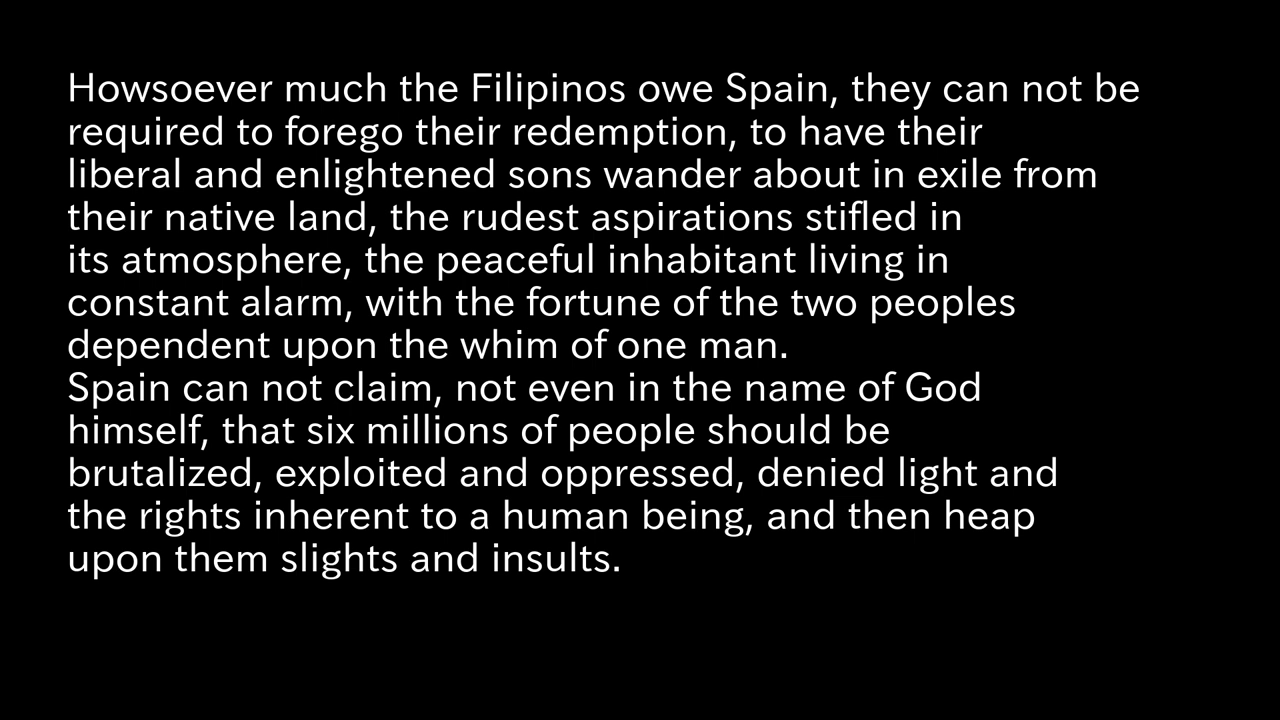 Howsoever much the Filipinos owe Spain, they can not be
required to forego their redemption, to have their
liberal and enlightened sons wander about in exile from
their native land, the rudest aspirations stifled in
its atmosphere, the peaceful inhabitant living in
constant alarm, with the fortune of the two peoples
dependent upon the whim of one man.
Spain can not claim, not even in the name of God
himself, that six millions of people should be
brutalized, exploited and oppressed, denied light and
the rights inherent to a human being, and then heap
upon them slights and insults.